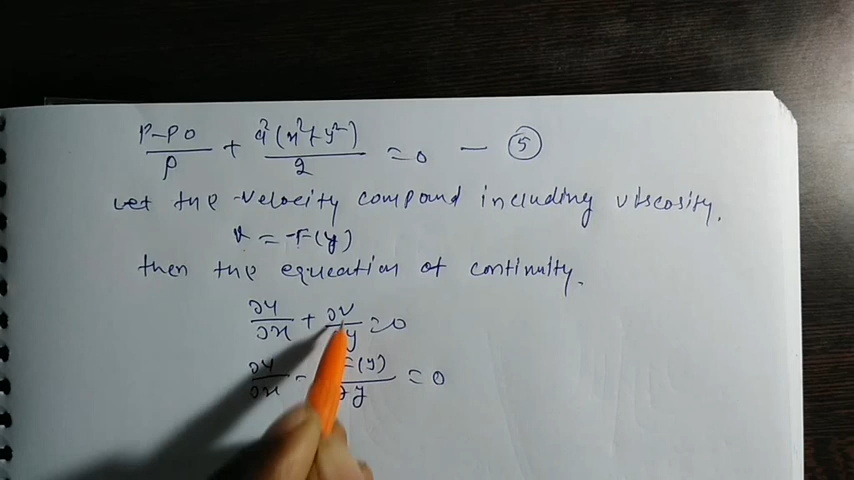 P-P0/ρ + a²(x²+y²)/2 = 0 — (5)
Let the velocity compound including viscosity.
v = -F(y)
then the equation of continuity.
∂u/∂x + ∂v/∂y = 0
∂u/∂x - F(y)/∂y = 0